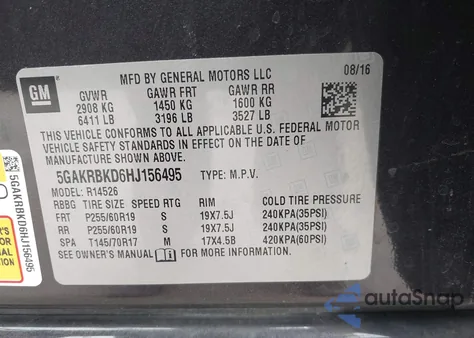 GM
MFD BY GENERAL MOTORS LLC
08/16
GVWR GAWR FRT GAWR RR
2908 KG 1450 KG 1600 KG
6411 LB 3196 LB 3527 LB
THIS VEHICLE CONFORMS TO ALL APPLICABLE U.S. FEDERAL MOTOR
VEHICLE SAFETY STANDARDS IN EFFECT ON THE DATE OF
MANUFACTURE SHOWN ABOVE.
5GAKRBKD6HJ156495 TYPE: M.P.V.
MODEL: R14526
RBBG TIRE SIZE SPEED RTG RIM COLD TIRE PRESSURE
FRT P255/60R19 S 19X7.5J 240KPA(35PSI)
RR P255/60R19 S 19X7.5J 240KPA(35PSI)
SPA T145/70R17 M 17X4.5B 420KPA(60PSI)
SEE OWNER'S MANUAL FOR MORE INFORMATION.
5GAKRBKD6HJ156495
autoSnap